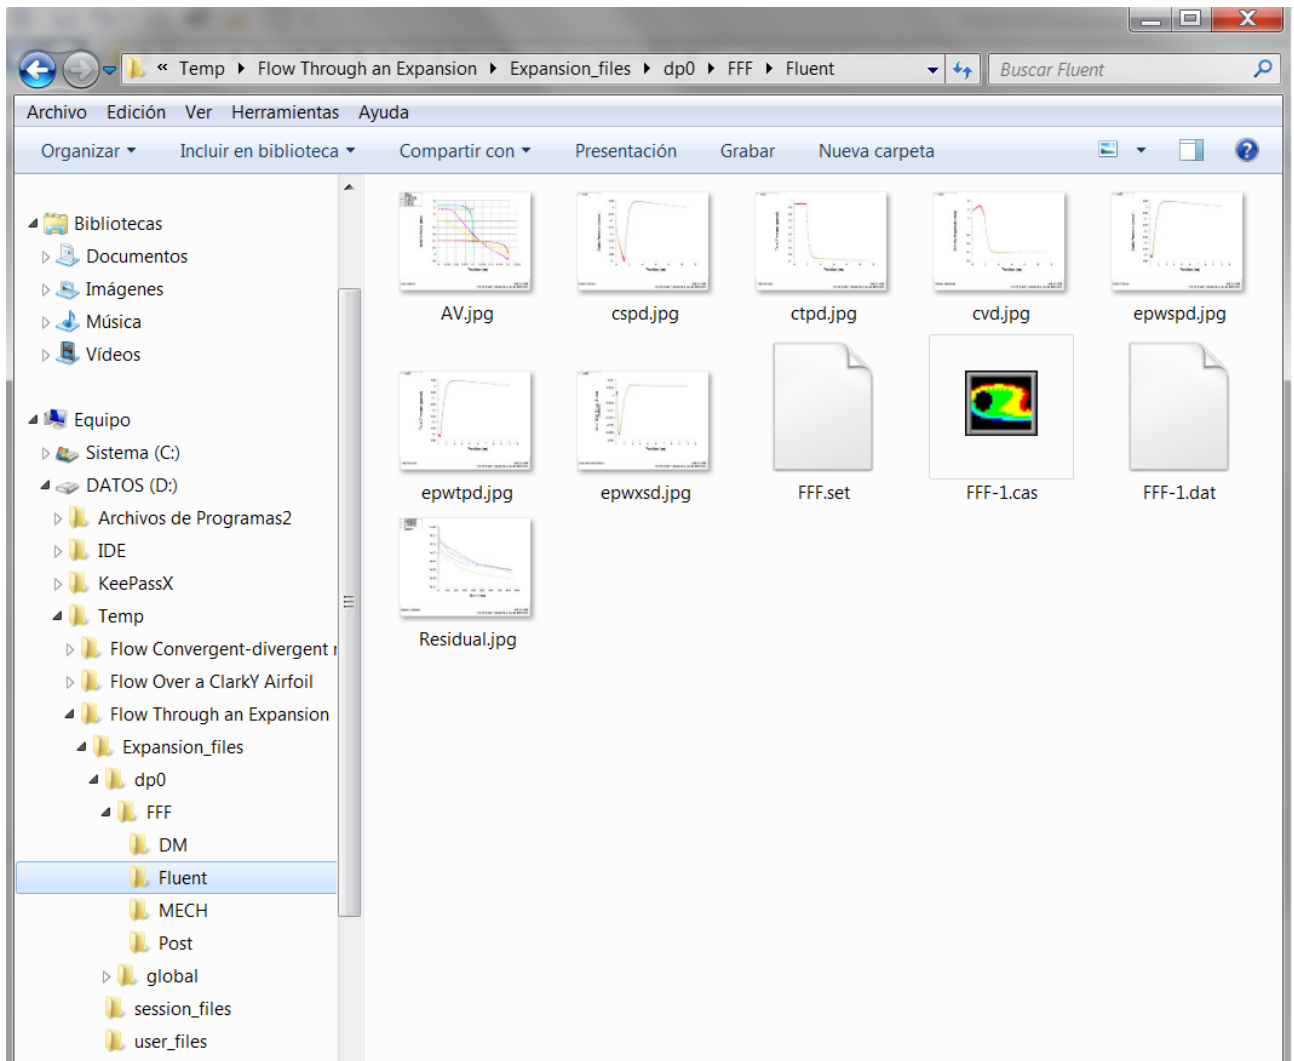 « Temp Flow Through an Expansion Expansion_files dp0 FFF Fluent Buscar Fluent
Archivo Edición Ver Herramientas Ayuda
Organizar Incluir en biblioteca Compartir con Presentación Grabar Nueva carpeta
Bibliotecas
Documentos
Imágenes
Música
Vídeos
Equipo
Sistema (C:)
DATOS (D:)
Archivos de Programas2
IDE
KeePassX
Temp
Flow Convergent-divergent
Flow Over a ClarkY Airfoil
Flow Through an Expansion
Expansion_files
dp0
FFF
DM
Fluent
MECH
Post
global
session_files
user_files
AV.jpg cspd.jpg ctpd.jpg cvd.jpg epwspd.jpg
epwtpd.jpg epwxsd.jpg FFF.set FFF-1.cas FFF-1.dat
Residual.jpg